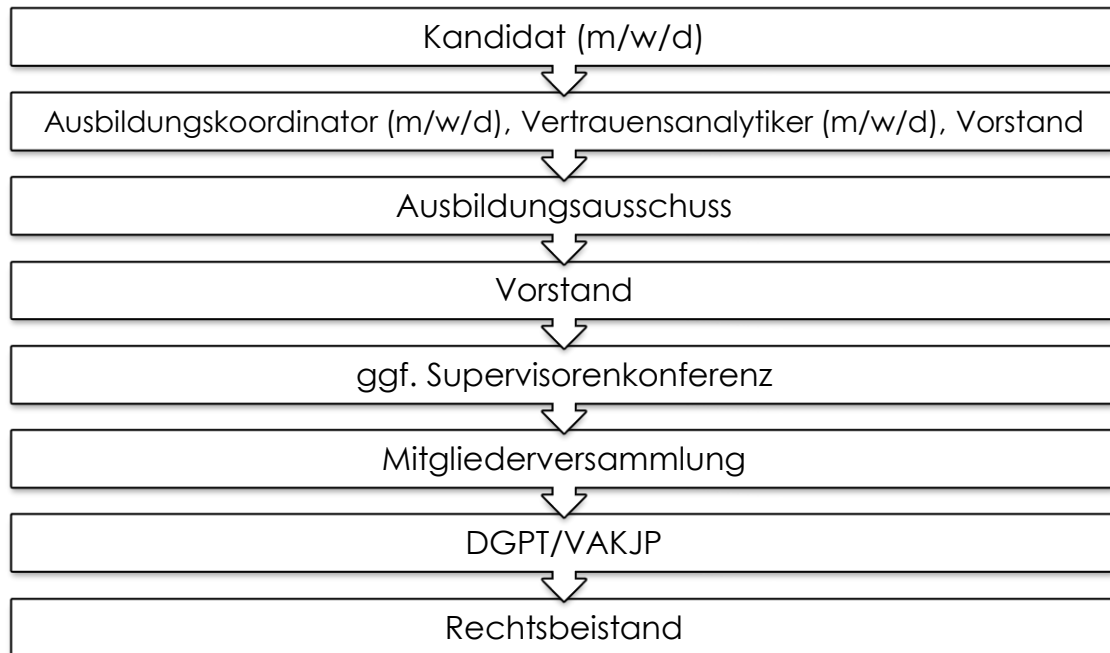 Kandidat (m/w/d)
Ausbildungskoordinator (m/w/d), Vertrauensanalytiker (m/w/d), Vorstand
Ausbildungsausschuss
Vorstand
ggf. Supervisorenkonferenz
Mitgliederversammlung
DGPT/VAKJP
Rechtsbeistand